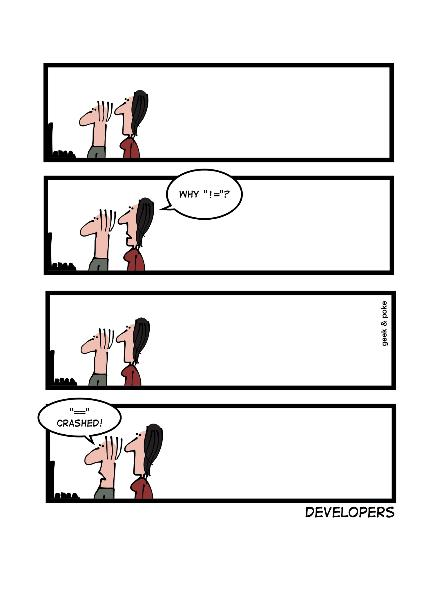 WHY "!="?
geek & poke
"=="
CRASHED!
DEVELOPERS